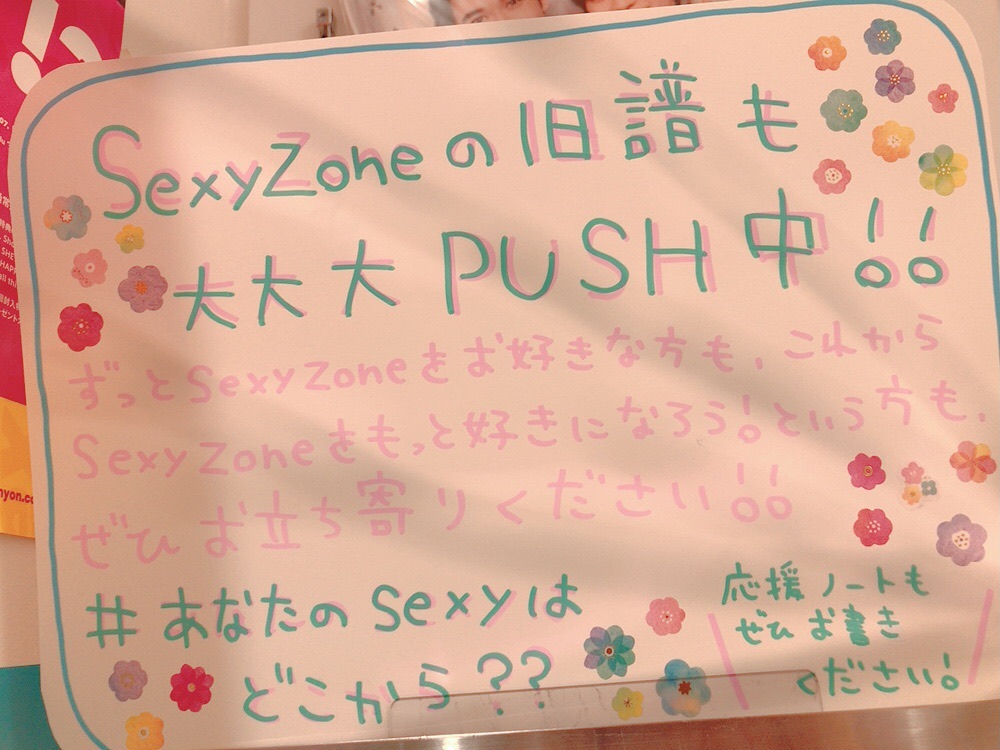 SexyZoneの旧譜も
大大大PUSH中!!
ずっとSexyZoneをお好きな方も、これから
SexyZoneをもっと好きになろう!という方も、
ぜひお立ち寄りください!!
#あなたのSexyは
どこから??
応援ノートも
ぜひお書き
ください!